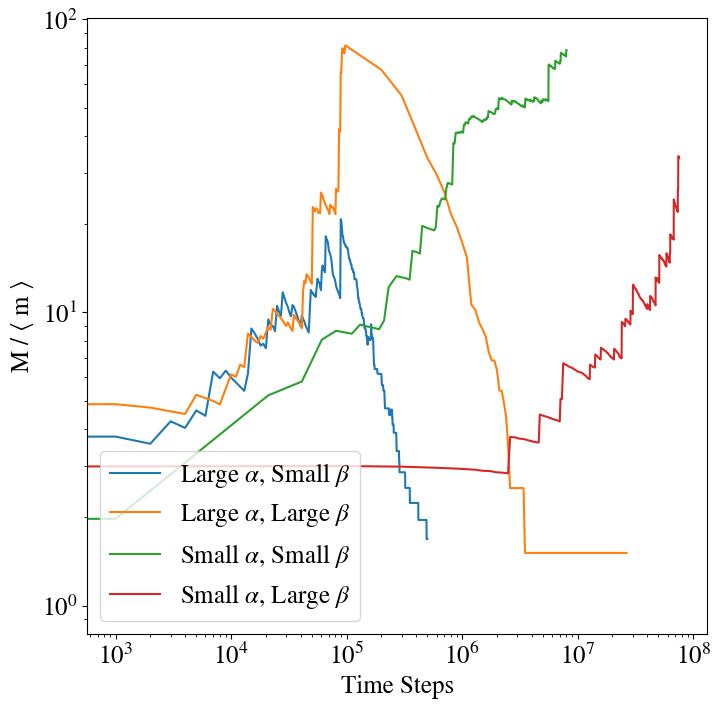 10²
10¹
10⁰
M / ⟨ m ⟩
Large α, Small β
Large α, Large β
Small α, Small β
Small α, Large β
10³ 10⁴ 10⁵ 10⁶ 10⁷ 10⁸
Time Steps